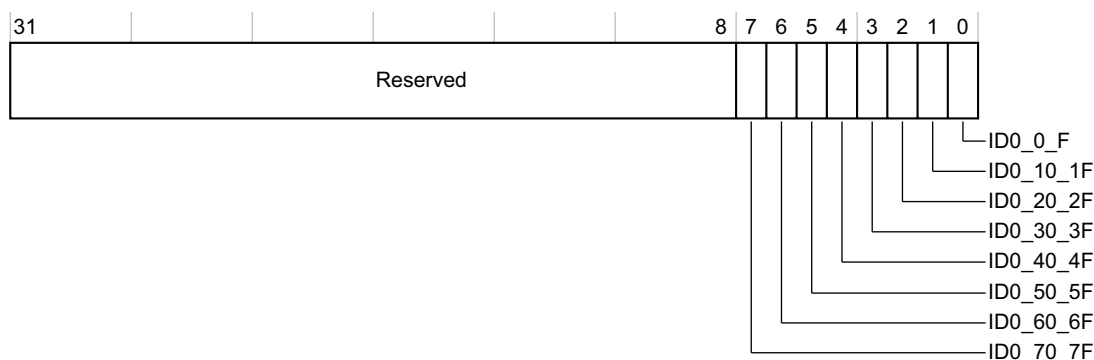 31 8 7 6 5 4 3 2 1 0
Reserved
ID0_0_F
ID0_10_1F
ID0_20_2F
ID0_30_3F
ID0_40_4F
ID0_50_5F
ID0_60_6F
ID0_70_7F